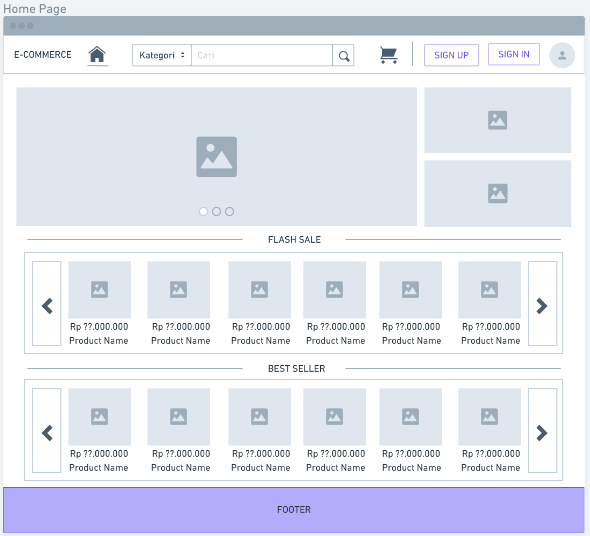 Home Page
E-COMMERCE
Kategori
Cari
SIGN UP
SIGN IN
FLASH SALE
Rp ??.000.000 Rp ??.000.000 Rp ??.000.000 Rp ??.000.000 Rp ??.000.000 Rp ??.000.000
Product Name Product Name Product Name Product Name Product Name Product Name
BEST SELLER
Rp ??.000.000 Rp ??.000.000 Rp ??.000.000 Rp ??.000.000 Rp ??.000.000 Rp ??.000.000
Product Name Product Name Product Name Product Name Product Name Product Name
FOOTER